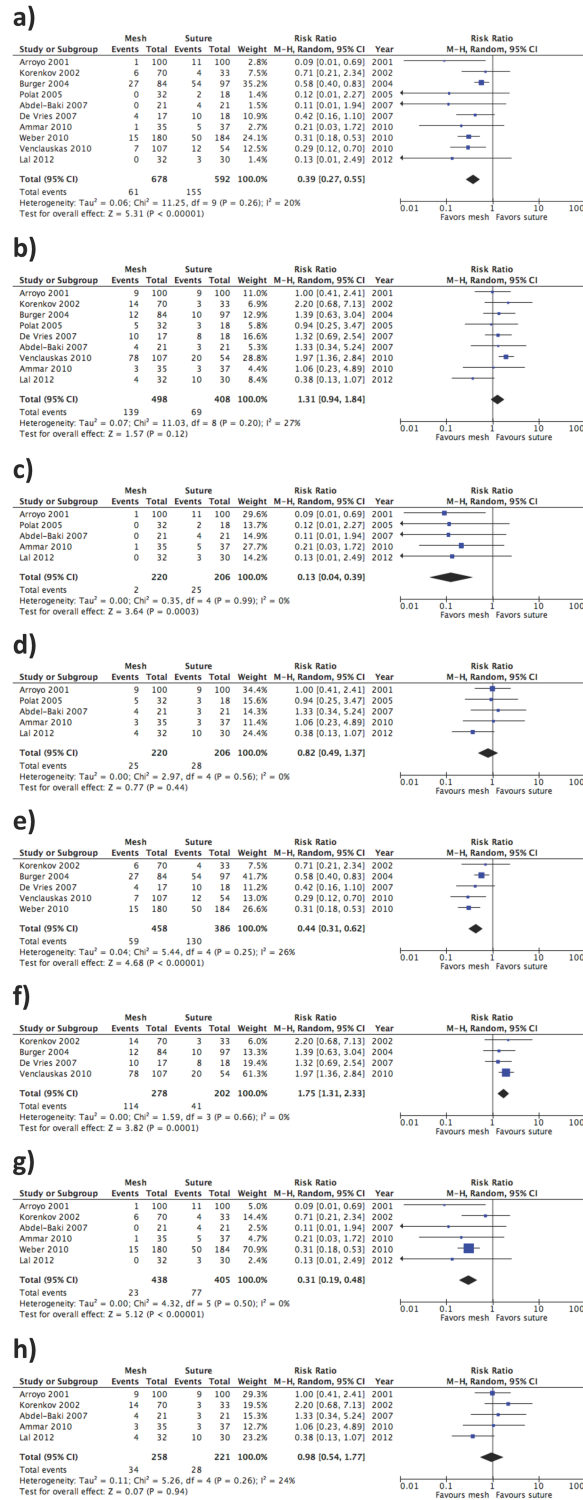 a)
Mesh Suture Risk Ratio Risk Ratio
Study or Subgroup Events Total Events Total Weight M-H, Random, 95% CI Year M-H, Random, 95% CI
Arroyo 2001 1 100 11 100 2.8% 0.09 [0.01, 0.69] 2001
Korenkov 2002 6 70 4 33 7.9% 0.71 [0.21, 2.34] 2002
Burger 2004 27 84 54 97 35.2% 0.58 [0.40, 0.83] 2004
Polat 2005 0 32 2 18 1.3% 0.12 [0.01, 2.27] 2005
Abdel-Baki 2007 0 21 4 21 1.4% 0.11 [0.01, 1.94] 2007
De Vries 2007 4 17 10 18 10.7% 0.42 [0.16, 1.10] 2007
Ammar 2010 1 35 5 37 2.6% 0.21 [0.03, 1.72] 2010
Weber 2010 15 180 50 184 24.1% 0.31 [0.18, 0.53] 2010
Venclauskas 2010 7 107 12 54 12.5% 0.29 [0.12, 0.70] 2010
Lal 2012 0 32 3 30 1.4% 0.13 [0.01, 2.49] 2012
Total (95% CI) 678 592 100.0% 0.39 [0.27, 0.55]
Total events 61 155
Heterogeneity: Tau² = 0.06; Chi² = 11.25, df = 9 (P = 0.26); I² = 20%
Test for overall effect: Z = 5.31 (P < 0.00001)
0.01 0.1 1 10 100
Favors mesh Favors suture
b)
Mesh Suture Risk Ratio Risk Ratio
Study or Subgroup Events Total Events Total Weight M-H, Random, 95% CI Year M-H, Random, 95% CI
Arroyo 2001 9 100 9 100 11.0% 1.00 [0.41, 2.41] 2001
Korenkov 2002 14 70 3 33 6.9% 2.20 [0.68, 7.13] 2002
Burger 2004 12 84 10 97 13.0% 1.39 [0.63, 3.04] 2004
Polat 2005 5 32 3 18 5.8% 0.94 [0.25, 3.47] 2005
De Vries 2007 10 17 8 18 16.0% 1.32 [0.69, 2.54] 2007
Abdel-Baki 2007 4 21 3 21 5.7% 1.33 [0.34, 5.24] 2007
Venclauskas 2010 78 107 20 54 28.8% 1.97 [1.36, 2.84] 2010
Ammar 2010 3 35 3 37 4.4% 1.06 [0.23, 4.89] 2010
Lal 2012 4 32 10 30 8.4% 0.38 [0.13, 1.07] 2012
Total (95% CI) 498 408 100.0% 1.31 [0.94, 1.84]
Total events 139 69
Heterogeneity: Tau² = 0.07; Chi² = 11.03, df = 8 (P = 0.20); I² = 27%
Test for overall effect: Z = 1.57 (P = 0.12)
0.01 0.1 1 10 100
Favours mesh Favours suture
c)
Mesh Suture Risk Ratio Risk Ratio
Study or Subgroup Events Total Events Total Weight M-H, Random, 95% CI Year M-H, Random, 95% CI
Arroyo 2001 1 100 11 100 29.6% 0.09 [0.01, 0.69] 2001
Polat 2005 0 32 2 18 13.7% 0.12 [0.01, 2.27] 2005
Abdel-Baki 2007 0 21 4 21 14.9% 0.11 [0.01, 1.94] 2007
Ammar 2010 1 35 5 37 27.7% 0.21 [0.03, 1.72] 2010
Lal 2012 0 32 3 30 14.2% 0.13 [0.01, 2.49] 2012
Total (95% CI) 220 206 100.0% 0.13 [0.04, 0.39]
Total events 2 25
Heterogeneity: Tau² = 0.00; Chi² = 0.35, df = 4 (P = 0.99); I² = 0%
Test for overall effect: Z = 3.64 (P = 0.0003)
0.01 0.1 1 10 100
Favors mesh Favors suture
d)
Mesh Suture Risk Ratio Risk Ratio
Study or Subgroup Events Total Events Total Weight M-H, Random, 95% CI Year M-H, Random, 95% CI
Arroyo 2001 9 100 9 100 34.4% 1.00 [0.41, 2.41] 2001
Polat 2005 5 32 3 18 15.5% 0.94 [0.25, 3.47] 2005
Abdel-Baki 2007 4 21 3 21 14.3% 1.33 [0.34, 5.24] 2007
Ammar 2010 3 35 3 37 11.4% 1.06 [0.23, 4.89] 2010
Lal 2012 4 32 10 30 24.4% 0.38 [0.13, 1.07] 2012
Total (95% CI) 220 206 100.0% 0.82 [0.49, 1.37]
Total events 25 28
Heterogeneity: Tau² = 0.00; Chi² = 2.97, df = 4 (P = 0.56); I² = 0%
Test for overall effect: Z = 0.77 (P = 0.44)
0.01 0.1 1 10 100
Favours mesh Favours suture
e)
Mesh Suture Risk Ratio Risk Ratio
Study or Subgroup Events Total Events Total Weight M-H, Random, 95% CI Year M-H, Random, 95% CI
Korenkov 2002 6 70 4 33 7.5% 0.71 [0.21, 2.34] 2002
Burger 2004 27 84 54 97 41.7% 0.58 [0.40, 0.83] 2004
De Vries 2007 4 17 10 18 11.1% 0.42 [0.16, 1.10] 2007
Venclauskas 2010 7 107 12 54 13.1% 0.29 [0.12, 0.70] 2010
Weber 2010 15 180 50 184 26.6% 0.31 [0.18, 0.53] 2010
Total (95% CI) 458 386 100.0% 0.44 [0.31, 0.62]
Total events 59 130
Heterogeneity: Tau² = 0.04; Chi² = 5.44, df = 4 (P = 0.25); I² = 26%
Test for overall effect: Z = 4.68 (P < 0.00001)
0.01 0.1 1 10 100
Favors mesh Favors suture
f)
Mesh Suture Risk Ratio Risk Ratio
Study or Subgroup Events Total Events Total Weight M-H, Random, 95% CI Year M-H, Random, 95% CI
Korenkov 2002 14 70 3 33 6.0% 2.20 [0.68, 7.13] 2002
Burger 2004 12 84 10 97 13.3% 1.39 [0.63, 3.04] 2004
De Vries 2007 10 17 8 18 19.4% 1.32 [0.69, 2.54] 2007
Venclauskas 2010 78 107 20 54 61.3% 1.97 [1.36, 2.84] 2010
Total (95% CI) 278 202 100.0% 1.75 [1.31, 2.33]
Total events 114 41
Heterogeneity: Tau² = 0.00; Chi² = 1.59, df = 3 (P = 0.66); I² = 0%
Test for overall effect: Z = 3.82 (P = 0.0001)
0.01 0.1 1 10 100
Favours mesh Favours suture
g)
Mesh Suture Risk Ratio Risk Ratio
Study or Subgroup Events Total Events Total Weight M-H, Random, 95% CI Year M-H, Random, 95% CI
Arroyo 2001 1 100 11 100 5.0% 0.09 [0.01, 0.69] 2001
Korenkov 2002 6 70 4 33 14.4% 0.71 [0.21, 2.34] 2002
Abdel-Baki 2007 0 21 4 21 2.5% 0.11 [0.01, 1.94] 2007
Ammar 2010 1 35 5 37 4.7% 0.21 [0.03, 1.72] 2010
Weber 2010 15 180 50 184 70.9% 0.31 [0.18, 0.53] 2010
Lal 2012 0 32 3 30 2.4% 0.13 [0.01, 2.49] 2012
Total (95% CI) 438 405 100.0% 0.31 [0.19, 0.48]
Total events 23 77
Heterogeneity: Tau² = 0.00; Chi² = 4.32, df = 5 (P = 0.50); I² = 0%
Test for overall effect: Z = 5.12 (P < 0.00001)
0.01 0.1 1 10 100
Favors mesh Favors suture
h)
Mesh Suture Risk Ratio Risk Ratio
Study or Subgroup Events Total Events Total Weight M-H, Random, 95% CI Year M-H, Random, 95% CI
Arroyo 2001 9 100 9 100 29.3% 1.00 [0.41, 2.41] 2001
Korenkov 2002 14 70 3 33 19.5% 2.20 [0.68, 7.13] 2002
Abdel-Baki 2007 4 21 3 21 15.3% 1.33 [0.34, 5.24] 2007
Ammar 2010 3 35 3 37 12.6% 1.06 [0.23, 4.89] 2010
Lal 2012 4 32 10 30 23.4% 0.38 [0.13, 1.07] 2012
Total (95% CI) 258 221 100.0% 0.98 [0.54, 1.77]
Total events 34 28
Heterogeneity: Tau² = 0.11; Chi² = 5.26, df = 4 (P = 0.26); I² = 24%
Test for overall effect: Z = 0.07 (P = 0.94)
0.01 0.1 1 10 100
Favours mesh Favours suture